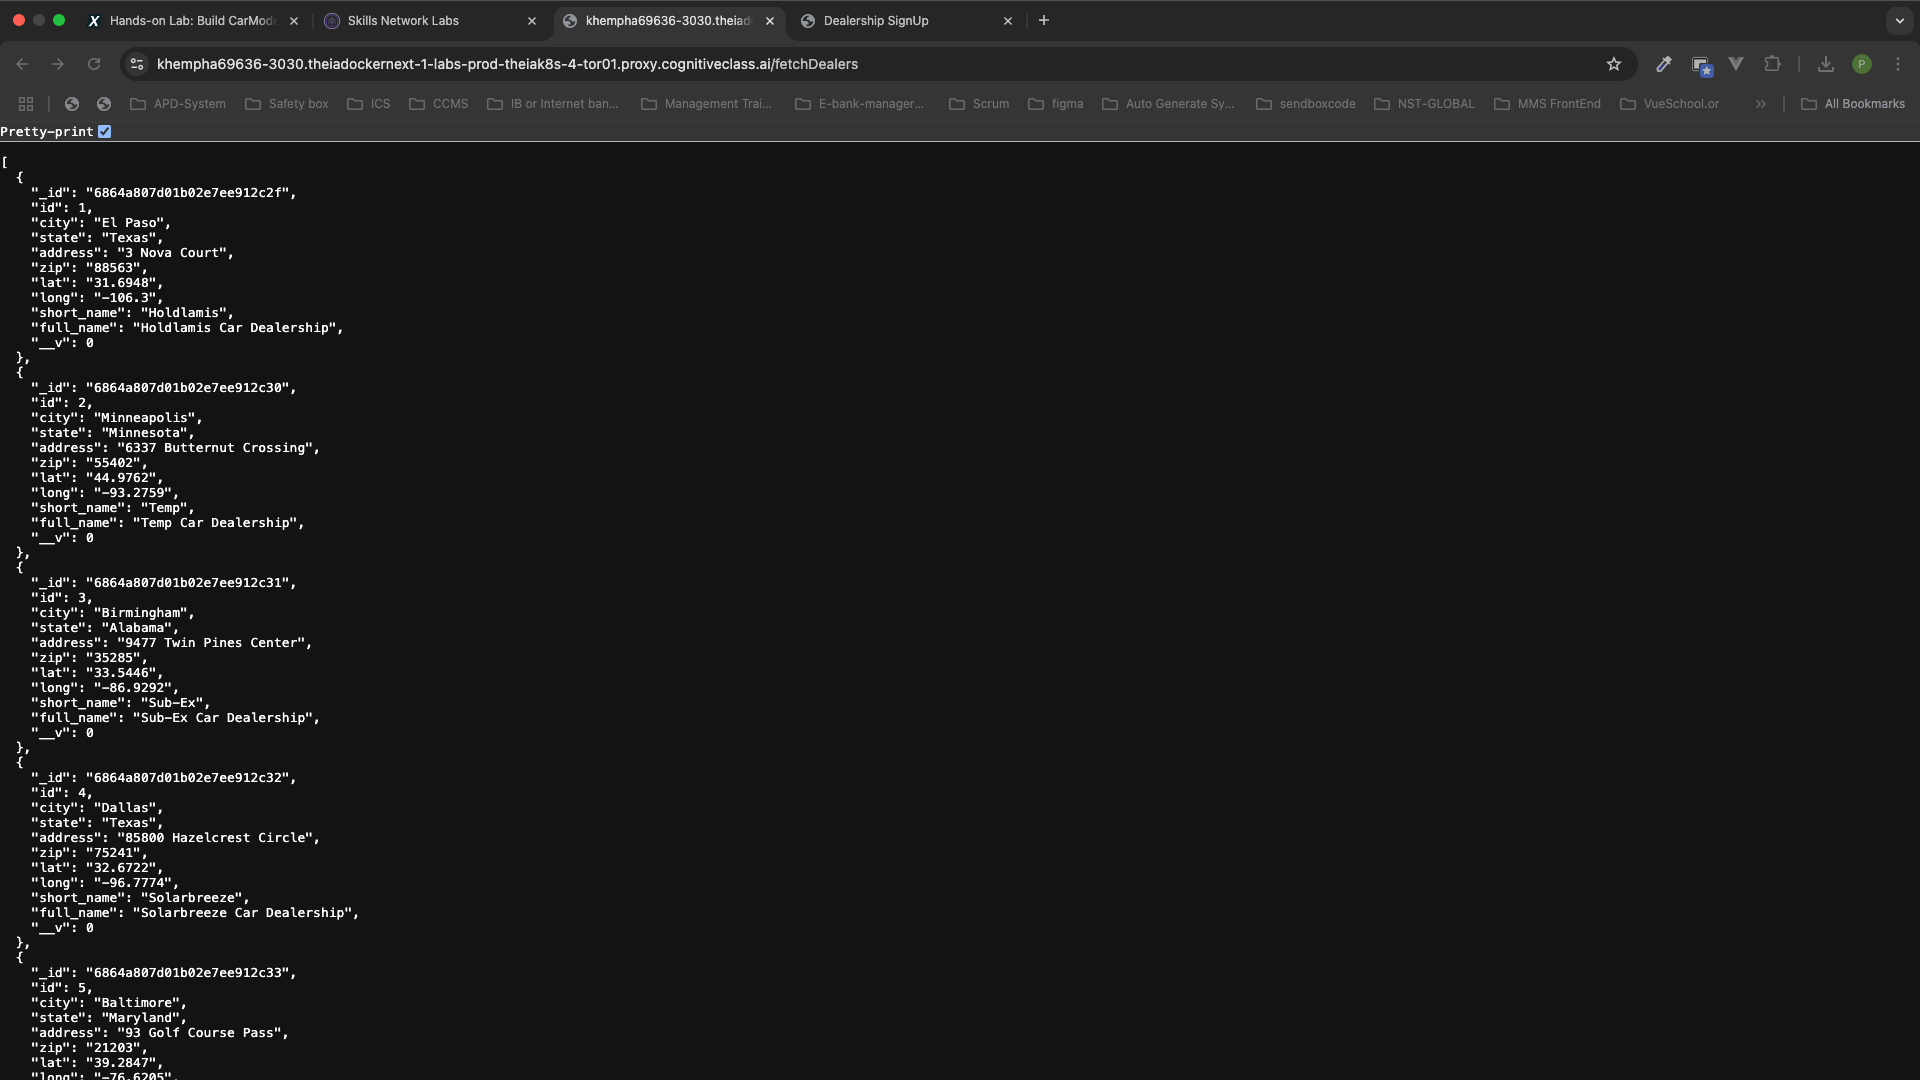 Hands-on Lab: Build CarMod
Skills Network Labs
khempha69636-3030.theiad
Dealership SignUp
khempha69636-3030.theiadockernext-1-labs-prod-theiak8s-4-tor01.proxy.cognitiveclass.ai/fetchDealers
P
APD-System
Safety box
ICS
CCMS
IB or Internet ban...
Management Trai...
E-bank-manager...
Scrum
figma
Auto Generate Sy...
sendboxcode
NST-GLOBAL
MMS FrontEnd
VueSchool.or
All Bookmarks
Pretty-print
[
{
"_id": "6864a807d01b02e7ee912c2f",
"id": 1,
"city": "El Paso",
"state": "Texas",
"address": "3 Nova Court",
"zip": "88563",
"lat": "31.6948",
"long": "-106.3",
"short_name": "Holdlamis",
"full_name": "Holdlamis Car Dealership",
"__v": 0
},
{
"_id": "6864a807d01b02e7ee912c30",
"id": 2,
"city": "Minneapolis",
"state": "Minnesota",
"address": "6337 Butternut Crossing",
"zip": "55402",
"lat": "44.9762",
"long": "-93.2759",
"short_name": "Temp",
"full_name": "Temp Car Dealership",
"__v": 0
},
{
"_id": "6864a807d01b02e7ee912c31",
"id": 3,
"city": "Birmingham",
"state": "Alabama",
"address": "9477 Twin Pines Center",
"zip": "35285",
"lat": "33.5446",
"long": "-86.9292",
"short_name": "Sub-Ex",
"full_name": "Sub-Ex Car Dealership",
"__v": 0
},
{
"_id": "6864a807d01b02e7ee912c32",
"id": 4,
"city": "Dallas",
"state": "Texas",
"address": "85800 Hazelcrest Circle",
"zip": "75241",
"lat": "32.6722",
"long": "-96.7774",
"short_name": "Solarbreeze",
"full_name": "Solarbreeze Car Dealership",
"__v": 0
},
{
"_id": "6864a807d01b02e7ee912c33",
"id": 5,
"city": "Baltimore",
"state": "Maryland",
"address": "93 Golf Course Pass",
"zip": "21203",
"lat": "39.2847",
"long": "-76.6205",